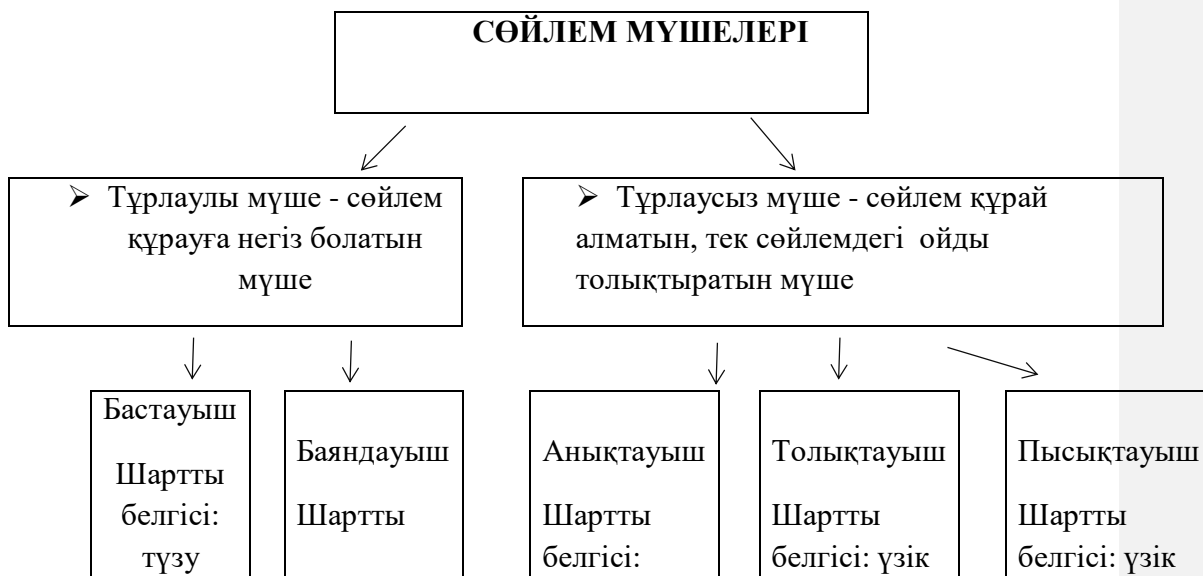 СӨЙЛЕМ МҮШЕЛЕРІ
➢ Тұрлаулы мүше - сөйлем
құрауға негіз болатын
мүше
➢ Тұрлаусыз мүше - сөйлем құрай
алматын, тек сөйлемдегі ойды
толықтыратын мүше
Бастауыш
Шартты
белгісі:
түзу
Баяндауыш
Шартты
Анықтауыш
Шартты
белгісі:
Толықтауыш
Шартты
белгісі: үзік
Пысықтауыш
Шартты
белгісі: үзік